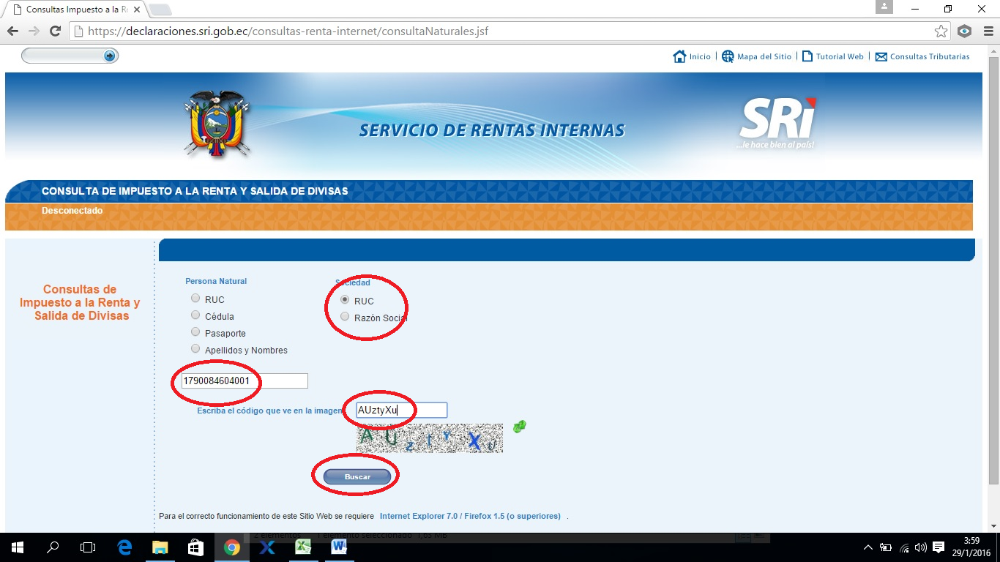 Consultas Impuesto a la R
https://declaraciones.sri.gob.ec/consultas-renta-internet/consultaNaturales.jsf
Inicio | Mapa del Sitio | Tutorial Web | Consultas Tributarias
SERVICIO DE RENTAS INTERNAS
SRi
...le hace bien al país!
CONSULTA DE IMPUESTO A LA RENTA Y SALIDA DE DIVISAS
Desconectado
Consultas de
Impuesto a la Renta y
Salida de Divisas
Persona Natural
RUC
Cédula
Pasaporte
Apellidos y Nombres
Sociedad
RUC
Razón Social
1790084604001
Escriba el código que ve en la imagen
AUztyXu
A U z t Y X U
Buscar
Para el correcto funcionamiento de este Sitio Web se requiere Internet Explorer 7.0 / Firefox 1.5 (o superiores) .
2 elementos 1 elemento seleccionado 1,63 MB
3:59
29/1/2016